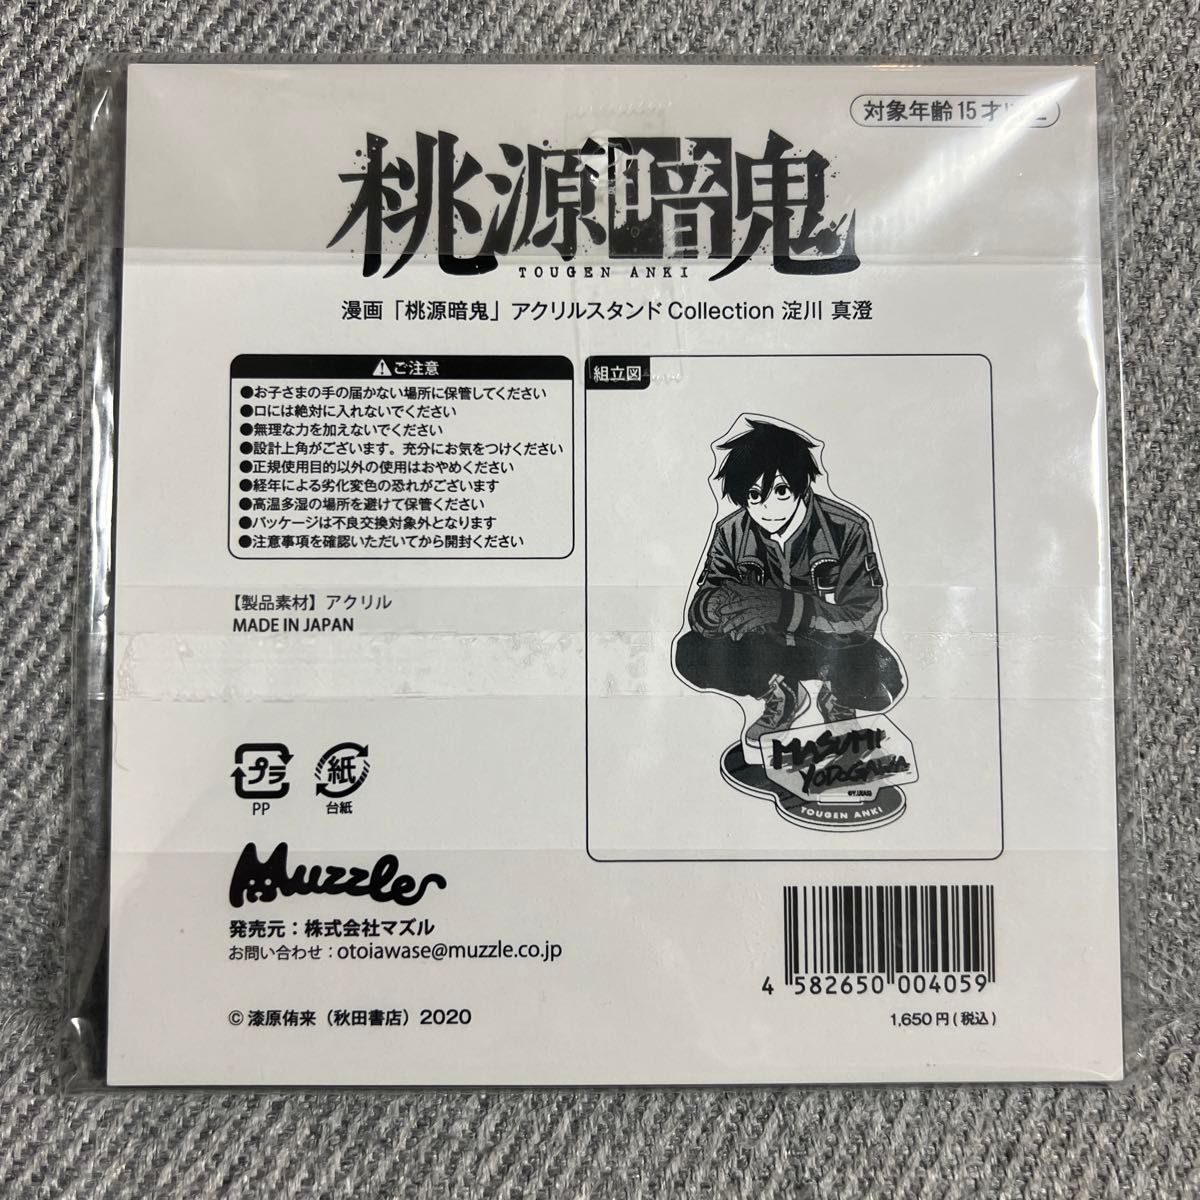 対象年齢15才以上
桃源暗鬼
TOUGEN ANKI
漫画「桃源暗鬼」アクリルスタンドCollection 淀川 真澄
ご注意
●お子さまの手の届かない場所に保管してください
●口には絶対に入れないでください
●無理な力を加えないでください
●設計上角がございます。充分にお気をつけください
●正規使用目的以外の使用はおやめください
●経年による劣化変色の恐れがございます
●高温多湿の場所を避けて保管ください
●パッケージは不良交換対象外となります
●注意事項を確認いただいてから開封ください
組立図
MASUMI
YODOGAWA
TOUGEN ANKI
【製品素材】アクリル
MADE IN JAPAN
プラ
PP
紙
台紙
Muzzle
発売元:株式会社マズル
お問い合わせ:otoiawase@muzzle.co.jp
©漆原侑来(秋田書店)2020
4 582650 004059
1,650円(税込)